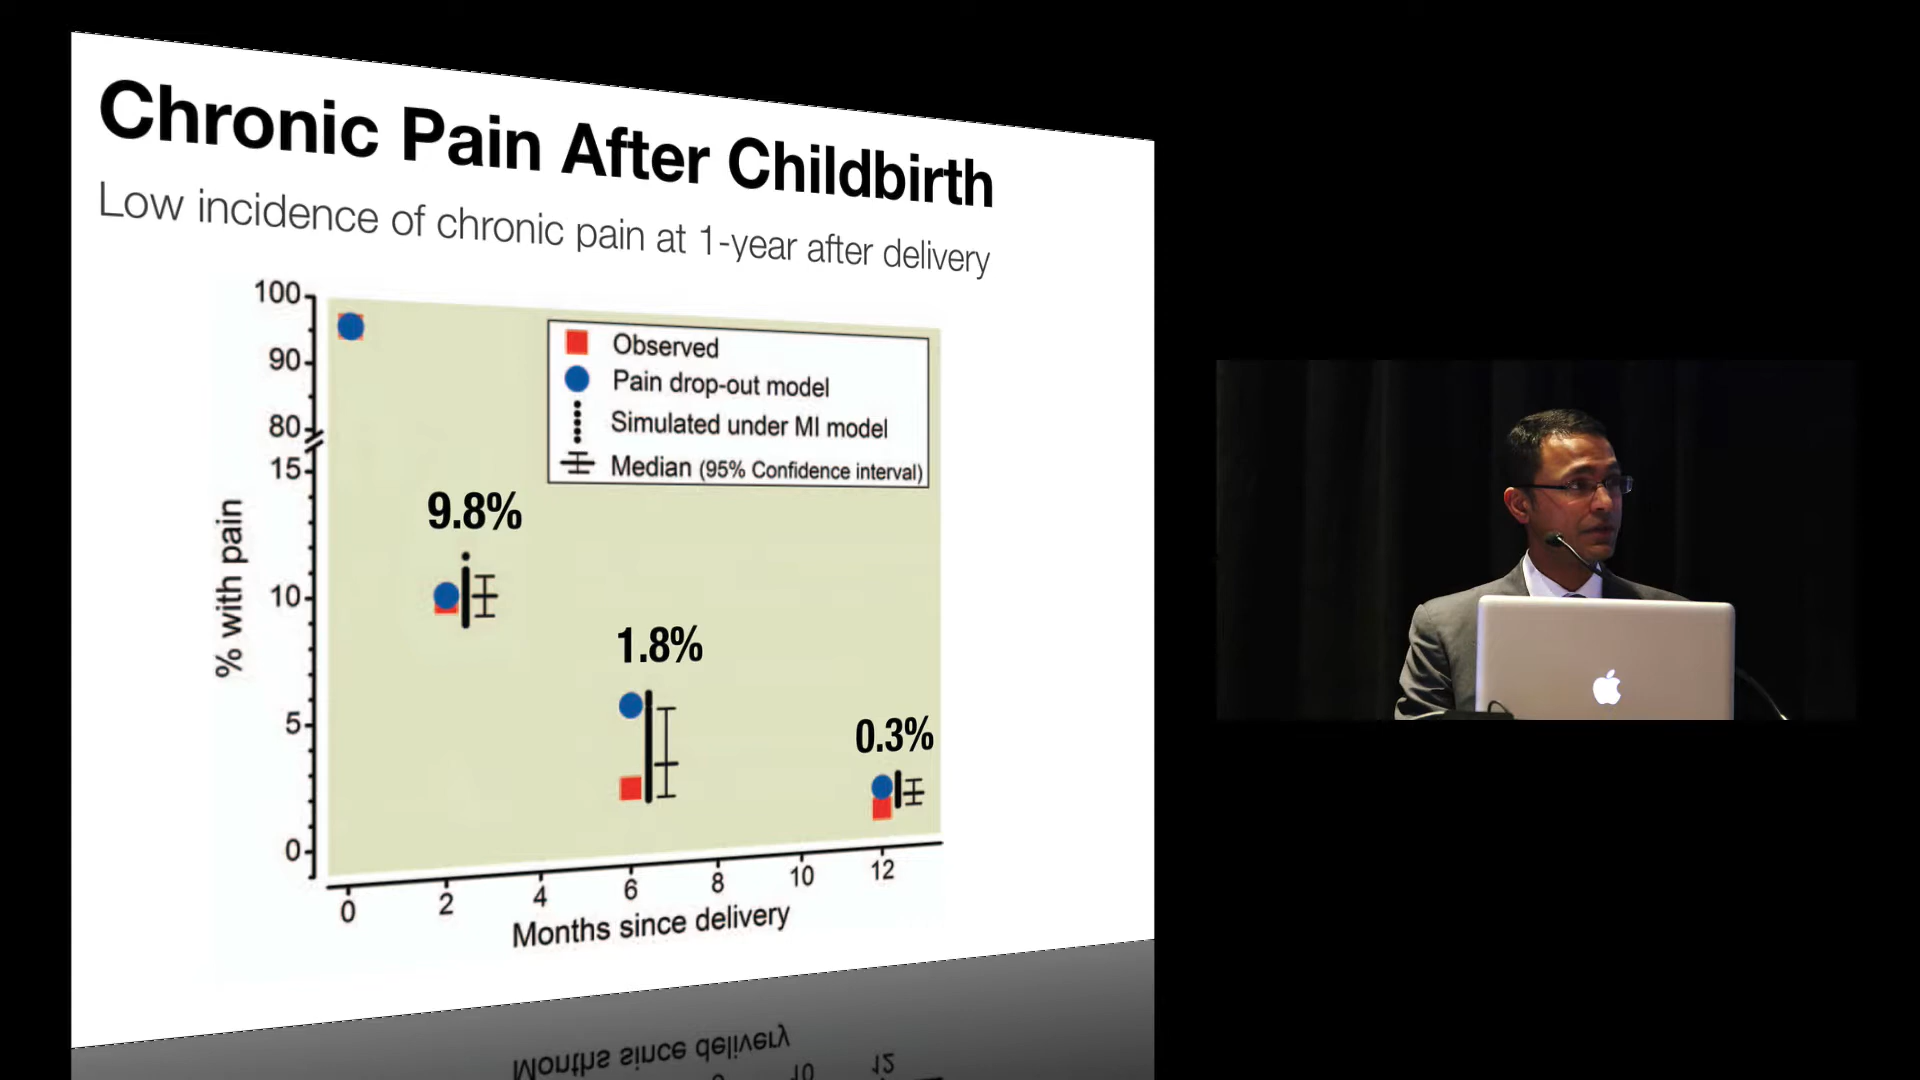 Chronic Pain After Childbirth
Low incidence of chronic pain at 1-year after delivery
100
90
80
15
10
5
0
% with pain
Observed
Pain drop-out model
Simulated under MI model
Median (95% Confidence interval)
9.8%
1.8%
0.3%
0 2 4 6 8 10 12
Months since delivery